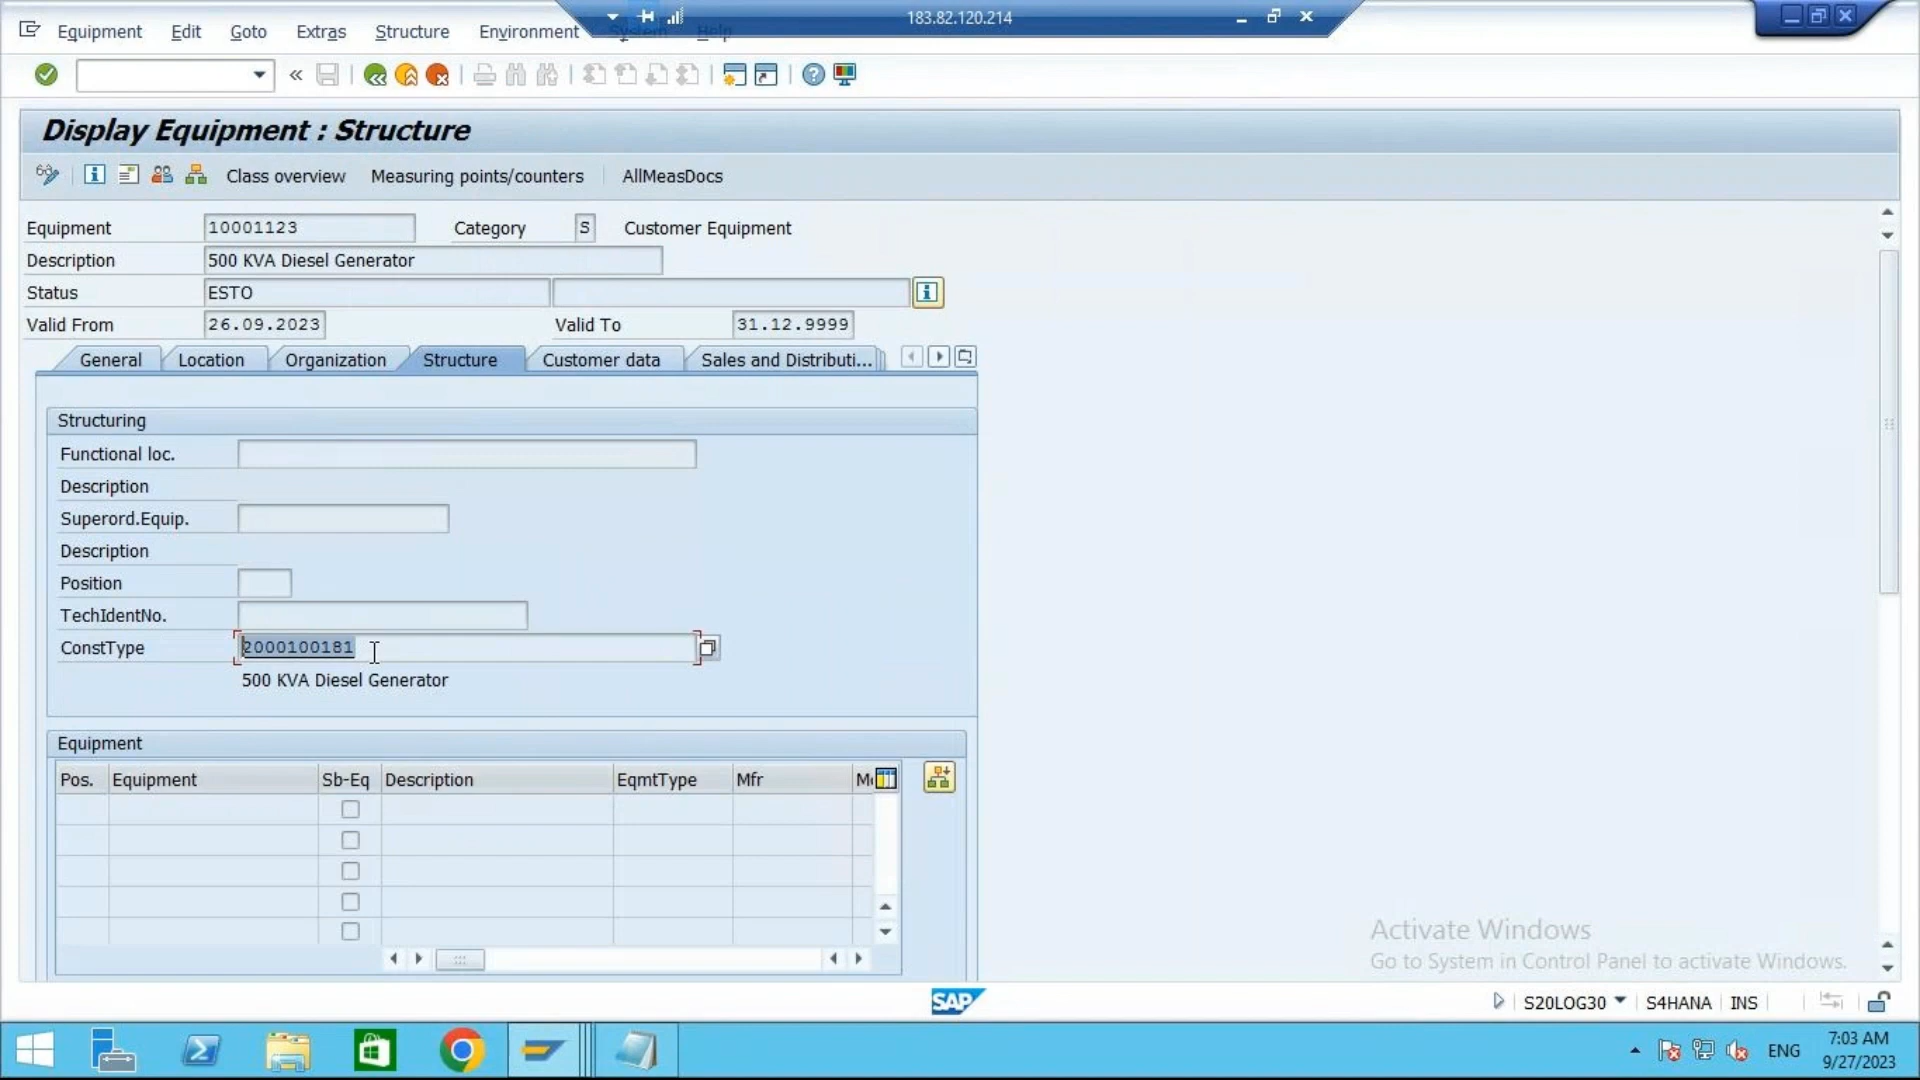 183.82.120.214
Equipment Edit Goto Extras Structure Environment System Help
Display Equipment : Structure
Class overview Measuring points/counters AllMeasDocs
Equipment 10001123 Category S Customer Equipment
Description 500 KVA Diesel Generator
Status ESTO
Valid From 26.09.2023 Valid To 31.12.9999
General Location Organization Structure Customer data Sales and Distributi...
Structuring
Functional loc.
Description
Superord.Equip.
Description
Position
TechIdentNo.
ConstType 2000100181
500 KVA Diesel Generator
Equipment
Pos. Equipment Sb-Eq Description EqmtType Mfr
Activate Windows
Go to System in Control Panel to activate Windows.
SAP S20LOG30 S4HANA INS
ENG
7:03 AM
9/27/2023